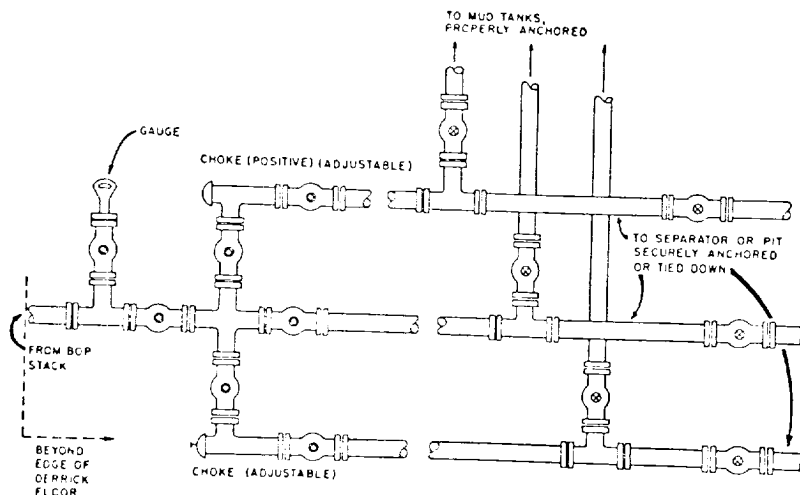 TO MUD TANKS,
PROPERLY ANCHORED
GAUGE
CHOKE (POSITIVE) (ADJUSTABLE)
TO SEPARATOR OR PIT
SECURELY ANCHORED
OR TIED DOWN
FROM BOP
STACK
BEYOND
EDGE OF
DERRICK
FLOOR
CHOKE (ADJUSTABLE)